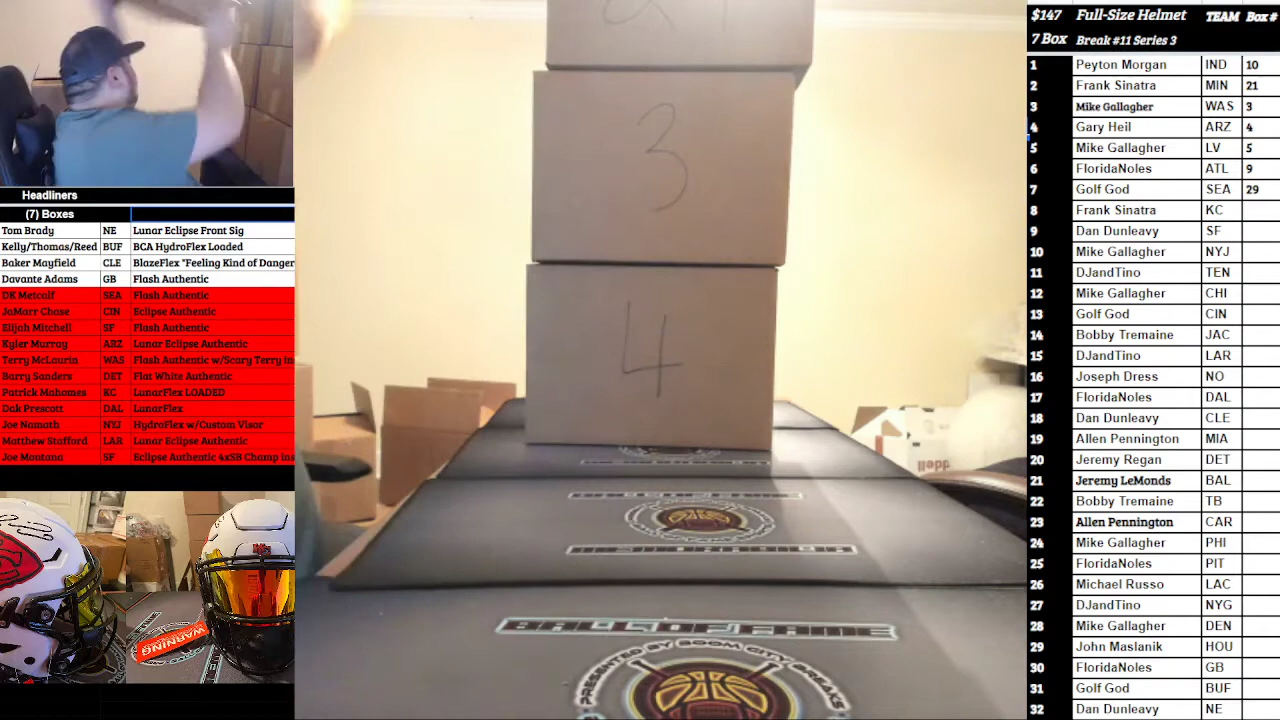 Headliners
(7) Boxes
Tom Brady NE Lunar Eclipse Front Sig
Kelly/Thomas/Reed BUF BCA HydroFlex Loaded
Baker Mayfield CLE BlazeFlex "Feeling Kind of Danger
Davante Adams GB Flash Authentic
DK Metcalf SEA Flash Authentic
JaMarr Chase CIN Eclipse Authentic
Elijah Mitchell SF Flash Authentic
Kyler Murray ARZ Lunar Eclipse Authentic
Terry McLaurin WAS Flash Authentic w/Scary Terry in
Barry Sanders DET Flat White Authentic
Patrick Mahomes KC LunarFlex LOADED
Dak Prescott DAL LunarFlex
Joe Namath NYJ HydroFlex w/Custom Visor
Matthew Stafford LAR Lunar Eclipse Authentic
Joe Montana SF Eclipse Authentic 4xSB Champ ins
WARNING
3
4
BALL OF FAME
PRESENTED BY BOOM CITY BREAKS
ddell
$147 Full-Size Helmet TEAM Box #
7 Box Break #11 Series 3
1 Peyton Morgan IND 10
2 Frank Sinatra MIN 21
3 Mike Gallagher WAS 3
4 Gary Heil ARZ 4
5 Mike Gallagher LV 5
6 FloridaNoles ATL 9
7 Golf God SEA 29
8 Frank Sinatra KC
9 Dan Dunleavy SF
10 Mike Gallagher NYJ
11 DJandTino TEN
12 Mike Gallagher CHI
13 Golf God CIN
14 Bobby Tremaine JAC
15 DJandTino LAR
16 Joseph Dress NO
17 FloridaNoles DAL
18 Dan Dunleavy CLE
19 Allen Pennington MIA
20 Jeremy Regan DET
21 Jeremy LeMonds BAL
22 Bobby Tremaine TB
23 Allen Pennington CAR
24 Mike Gallagher PHI
25 FloridaNoles PIT
26 Michael Russo LAC
27 DJandTino NYG
28 Mike Gallagher DEN
29 John Maslanik HOU
30 FloridaNoles GB
31 Golf God BUF
32 Dan Dunleavy NE